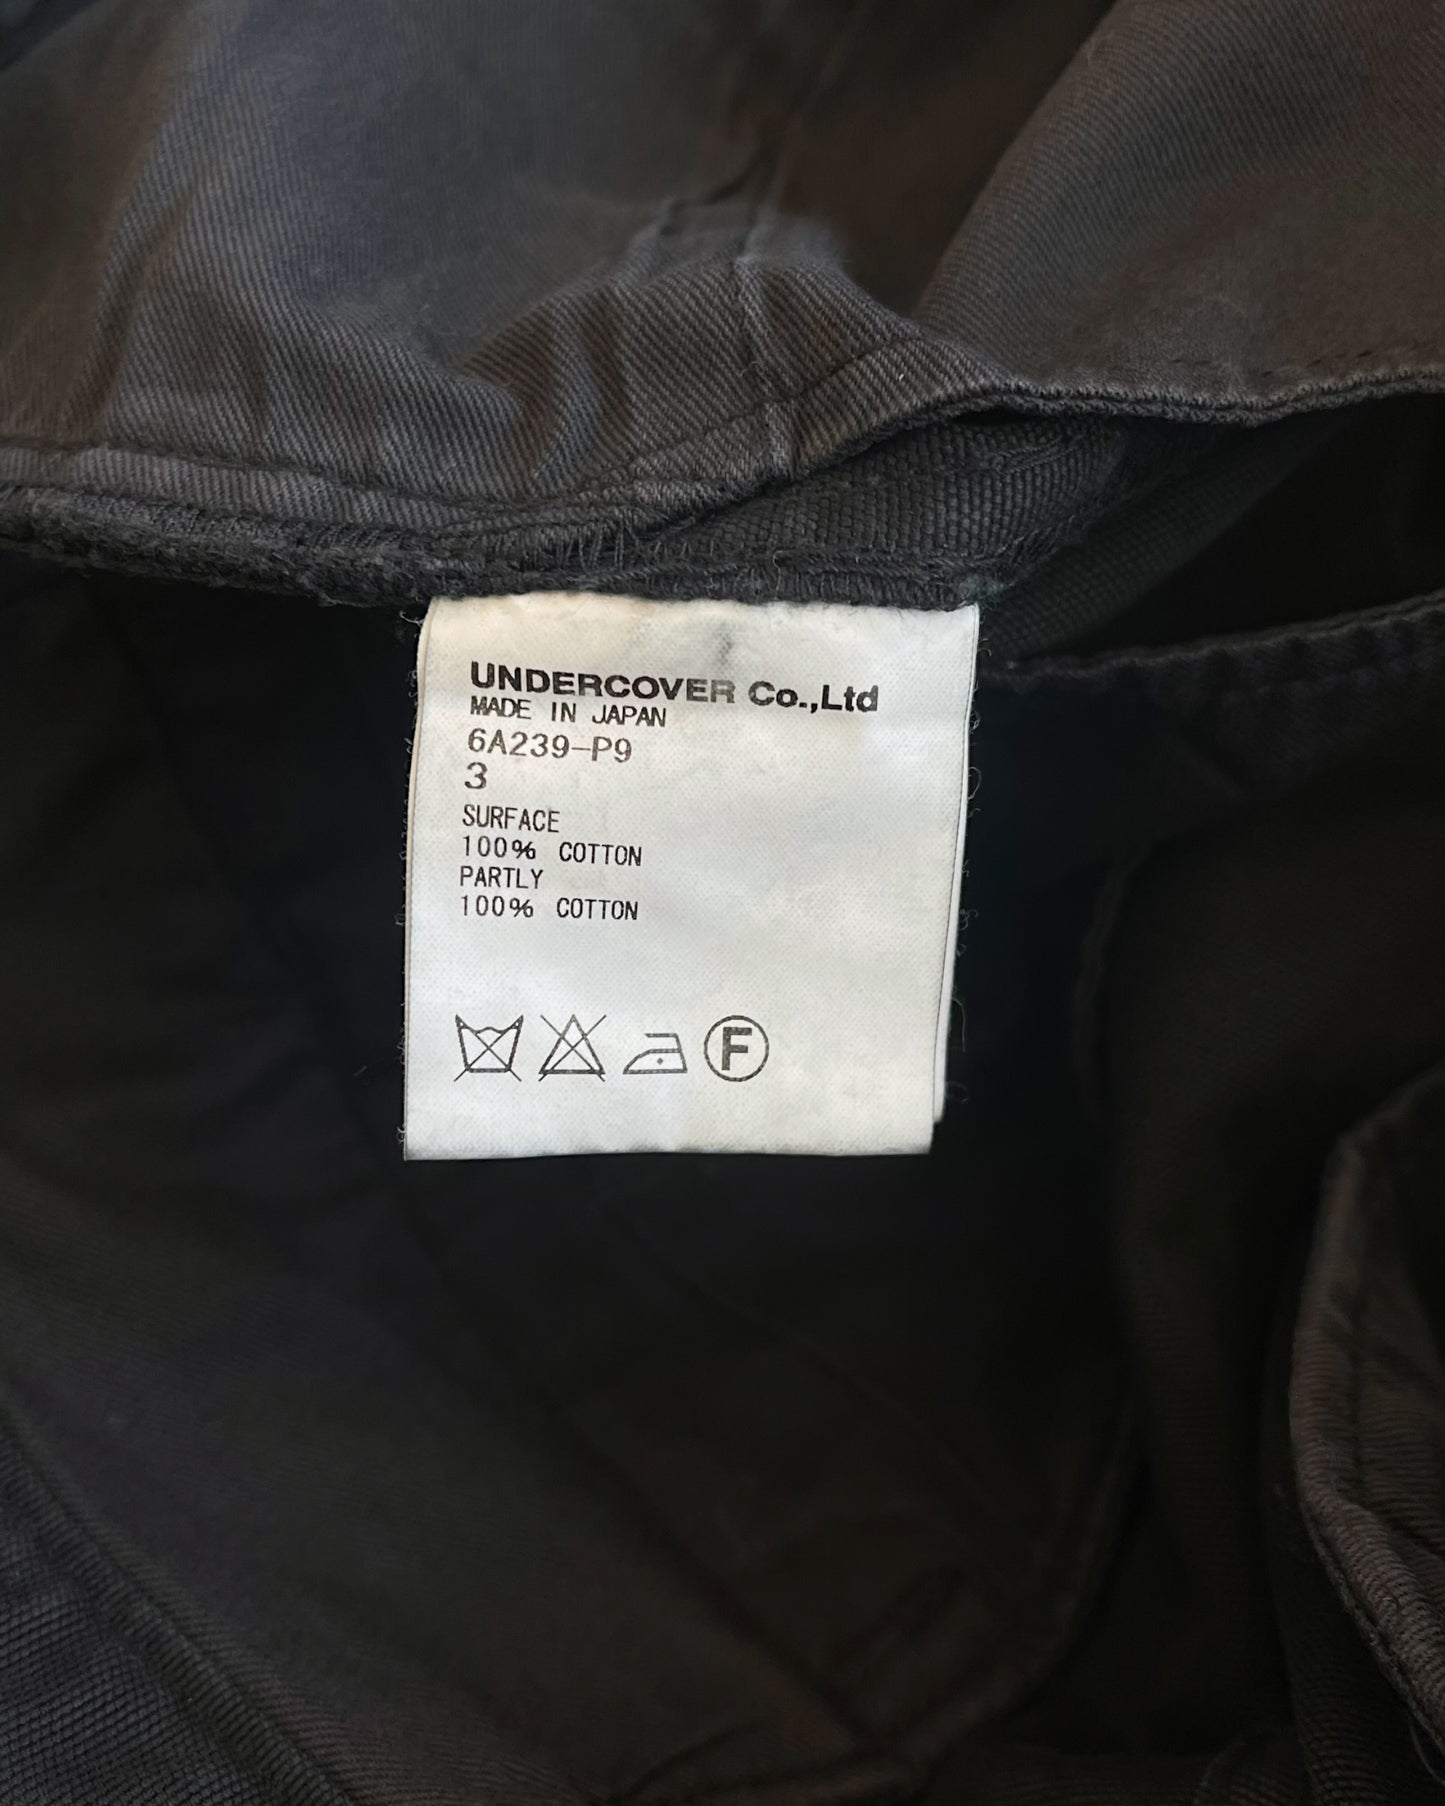 UNDERCOVER Co.,Ltd
MADE IN JAPAN
6A239-P9
3
SURFACE
100% COTTON
PARTLY
100% COTTON
F